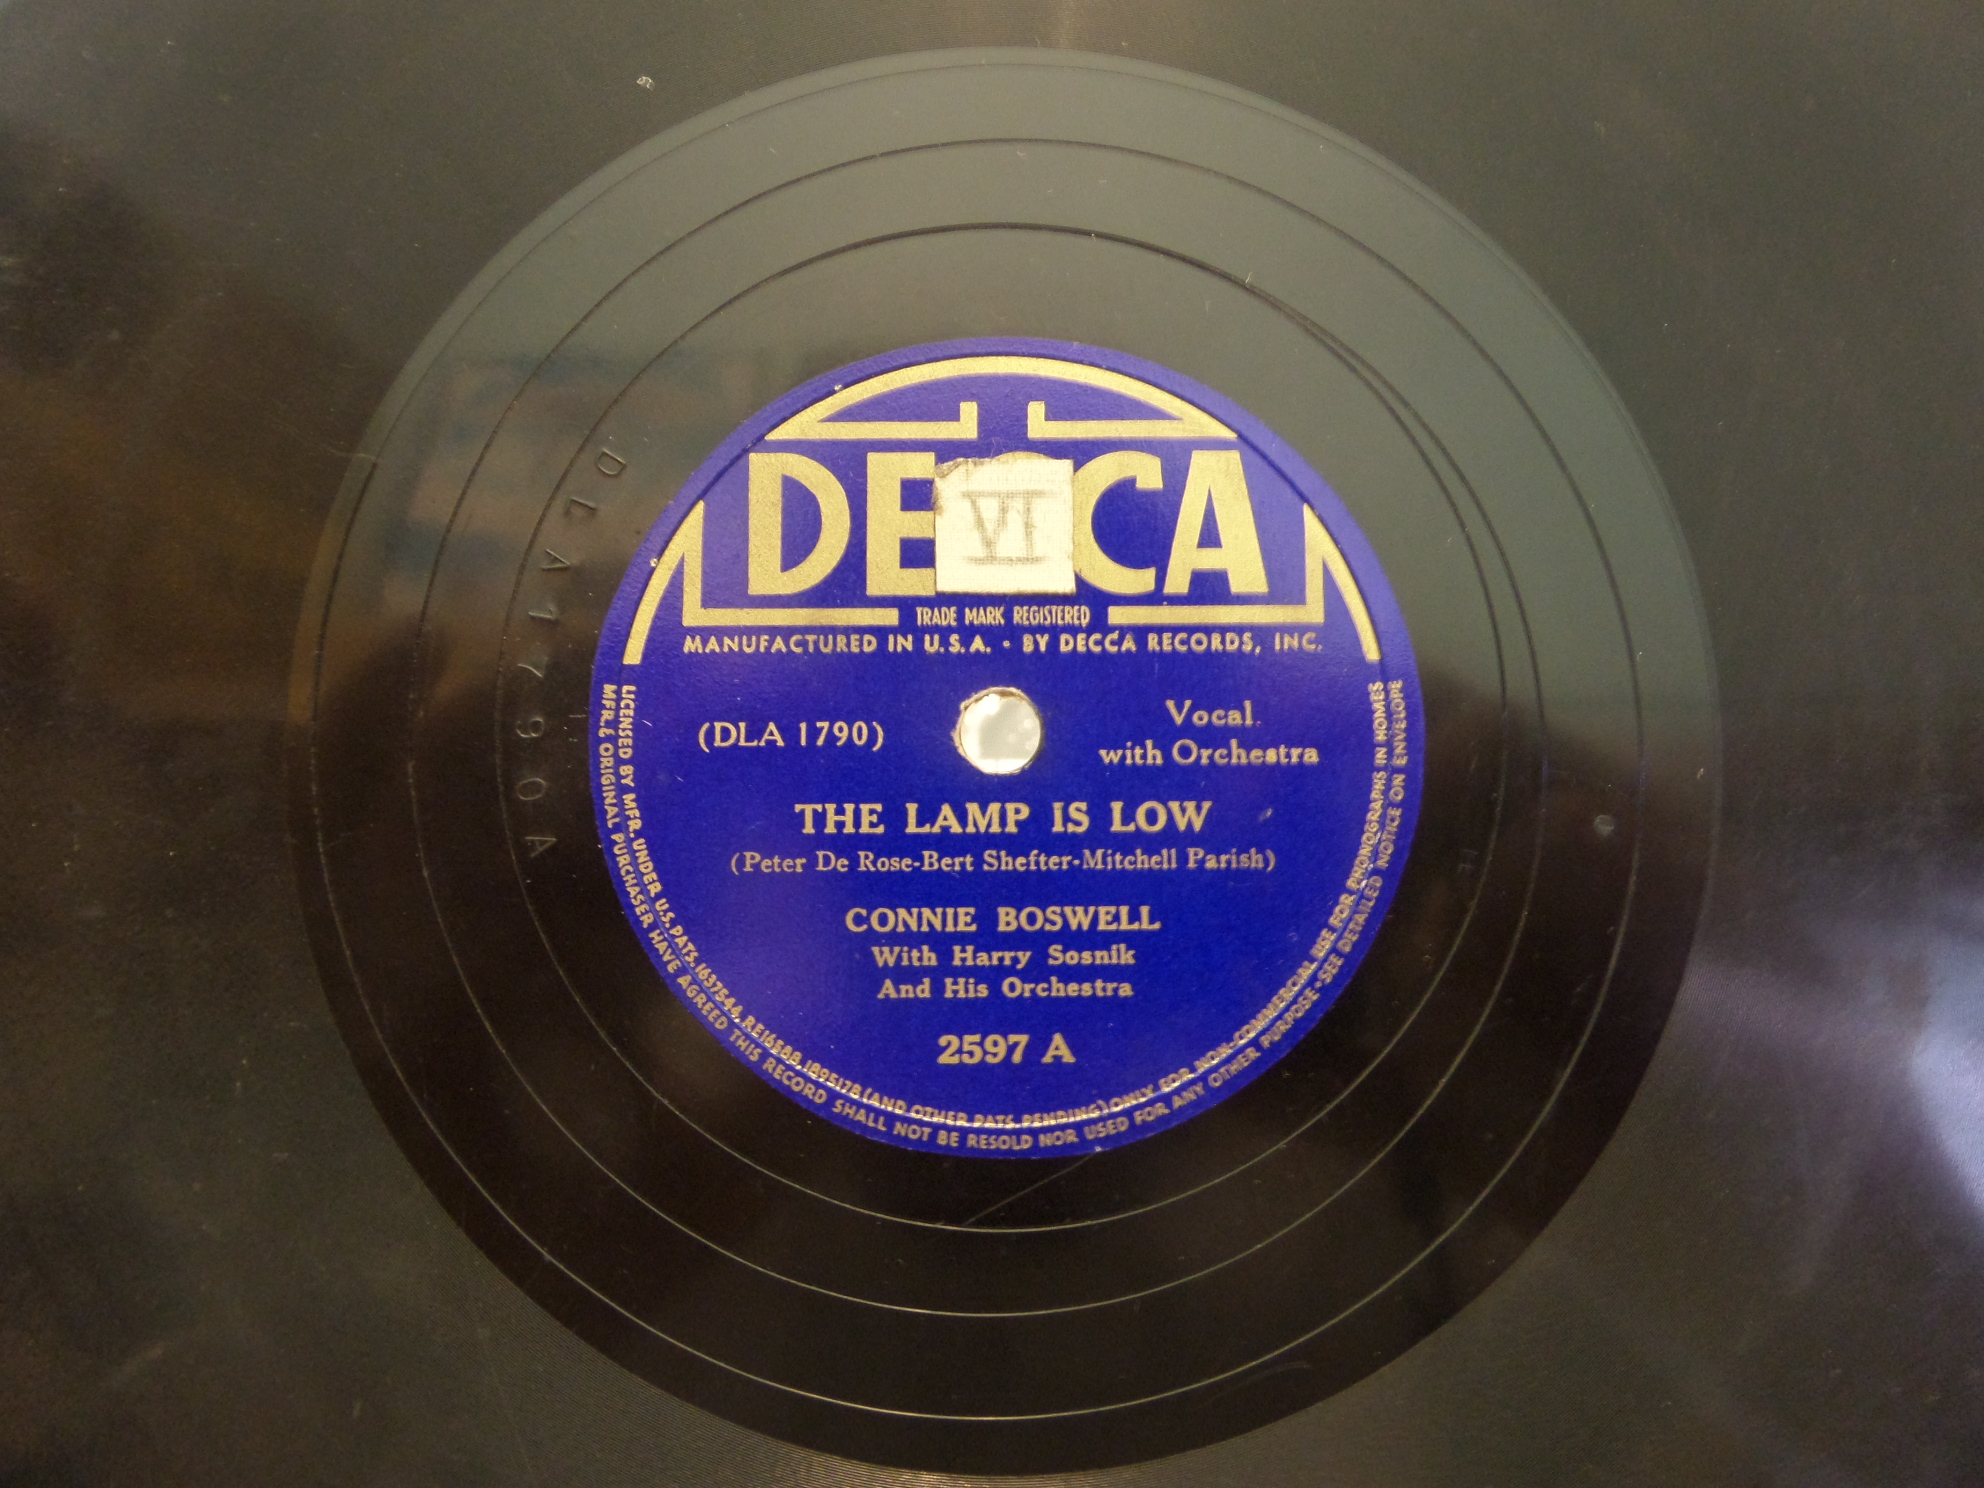 DECCA
VI
TRADE MARK REGISTERED
MANUFACTURED IN U.S.A. • BY DECCA RECORDS, INC.
(DLA 1790)
Vocal
with Orchestra
THE LAMP IS LOW
(Peter De Rose-Bert Shefter-Mitchell Parish)
CONNIE BOSWELL
With Harry Sosnik
And His Orchestra
2597 A
LICENSED BY MFR. UNDER U.S. PATS. 1637544, RE16588, 1895178 (AND OTHER PATS. PENDING) ONLY FOR NON-COMMERCIAL USE FOR PHONOGRAPHS IN HOMES
MFR. & ORIGINAL PURCHASER HAVE AGREED THIS RECORD SHALL NOT BE RESOLD NOR USED FOR ANY OTHER PURPOSE • SEE DETAILED NOTICE ON ENVELOPE
DLA1790A